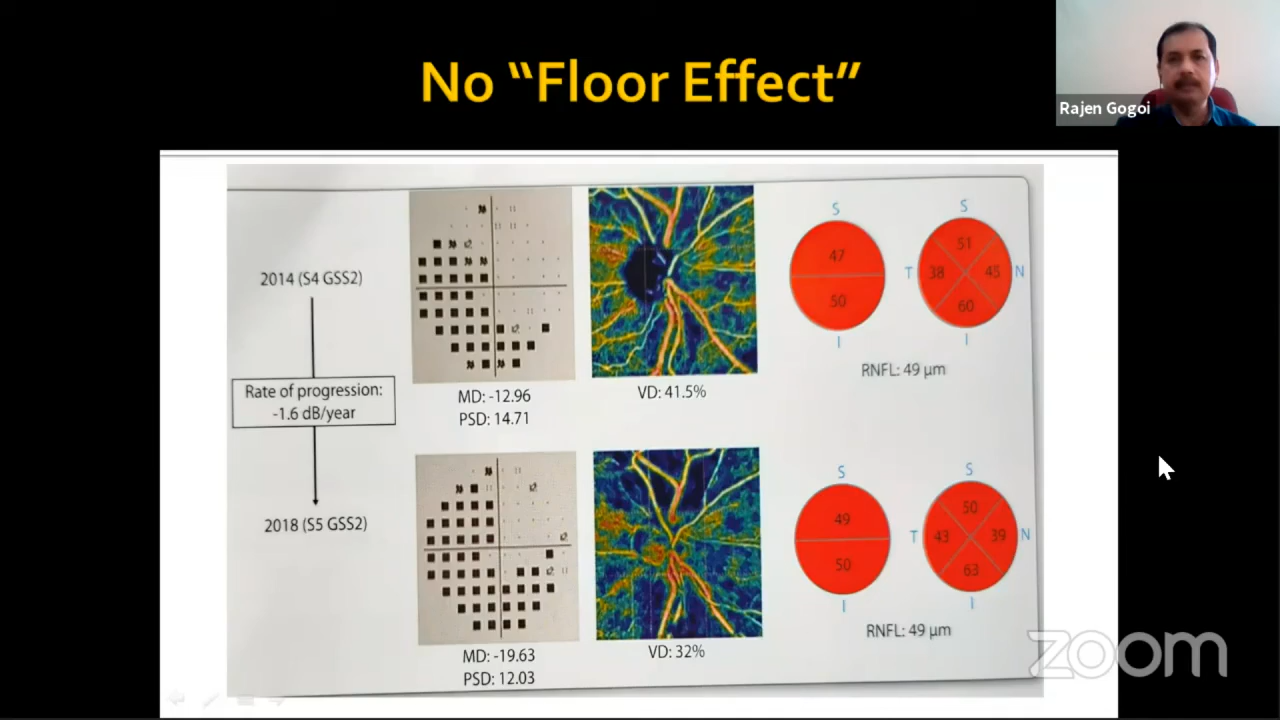 No “Floor Effect”
Rajen Gogoi
2014 (S4 GSS2)
Rate of progression:
-1.6 dB/year
2018 (S5 GSS2)
MD: -12.96
PSD: 14.71
VD: 41.5%
S
47
50
I
S
51
T 38 45 N
60
I
RNFL: 49 µm
MD: -19.63
PSD: 12.03
VD: 32%
S
49
50
I
S
50
T 43 39 N
63
I
RNFL: 49 µm
zoom